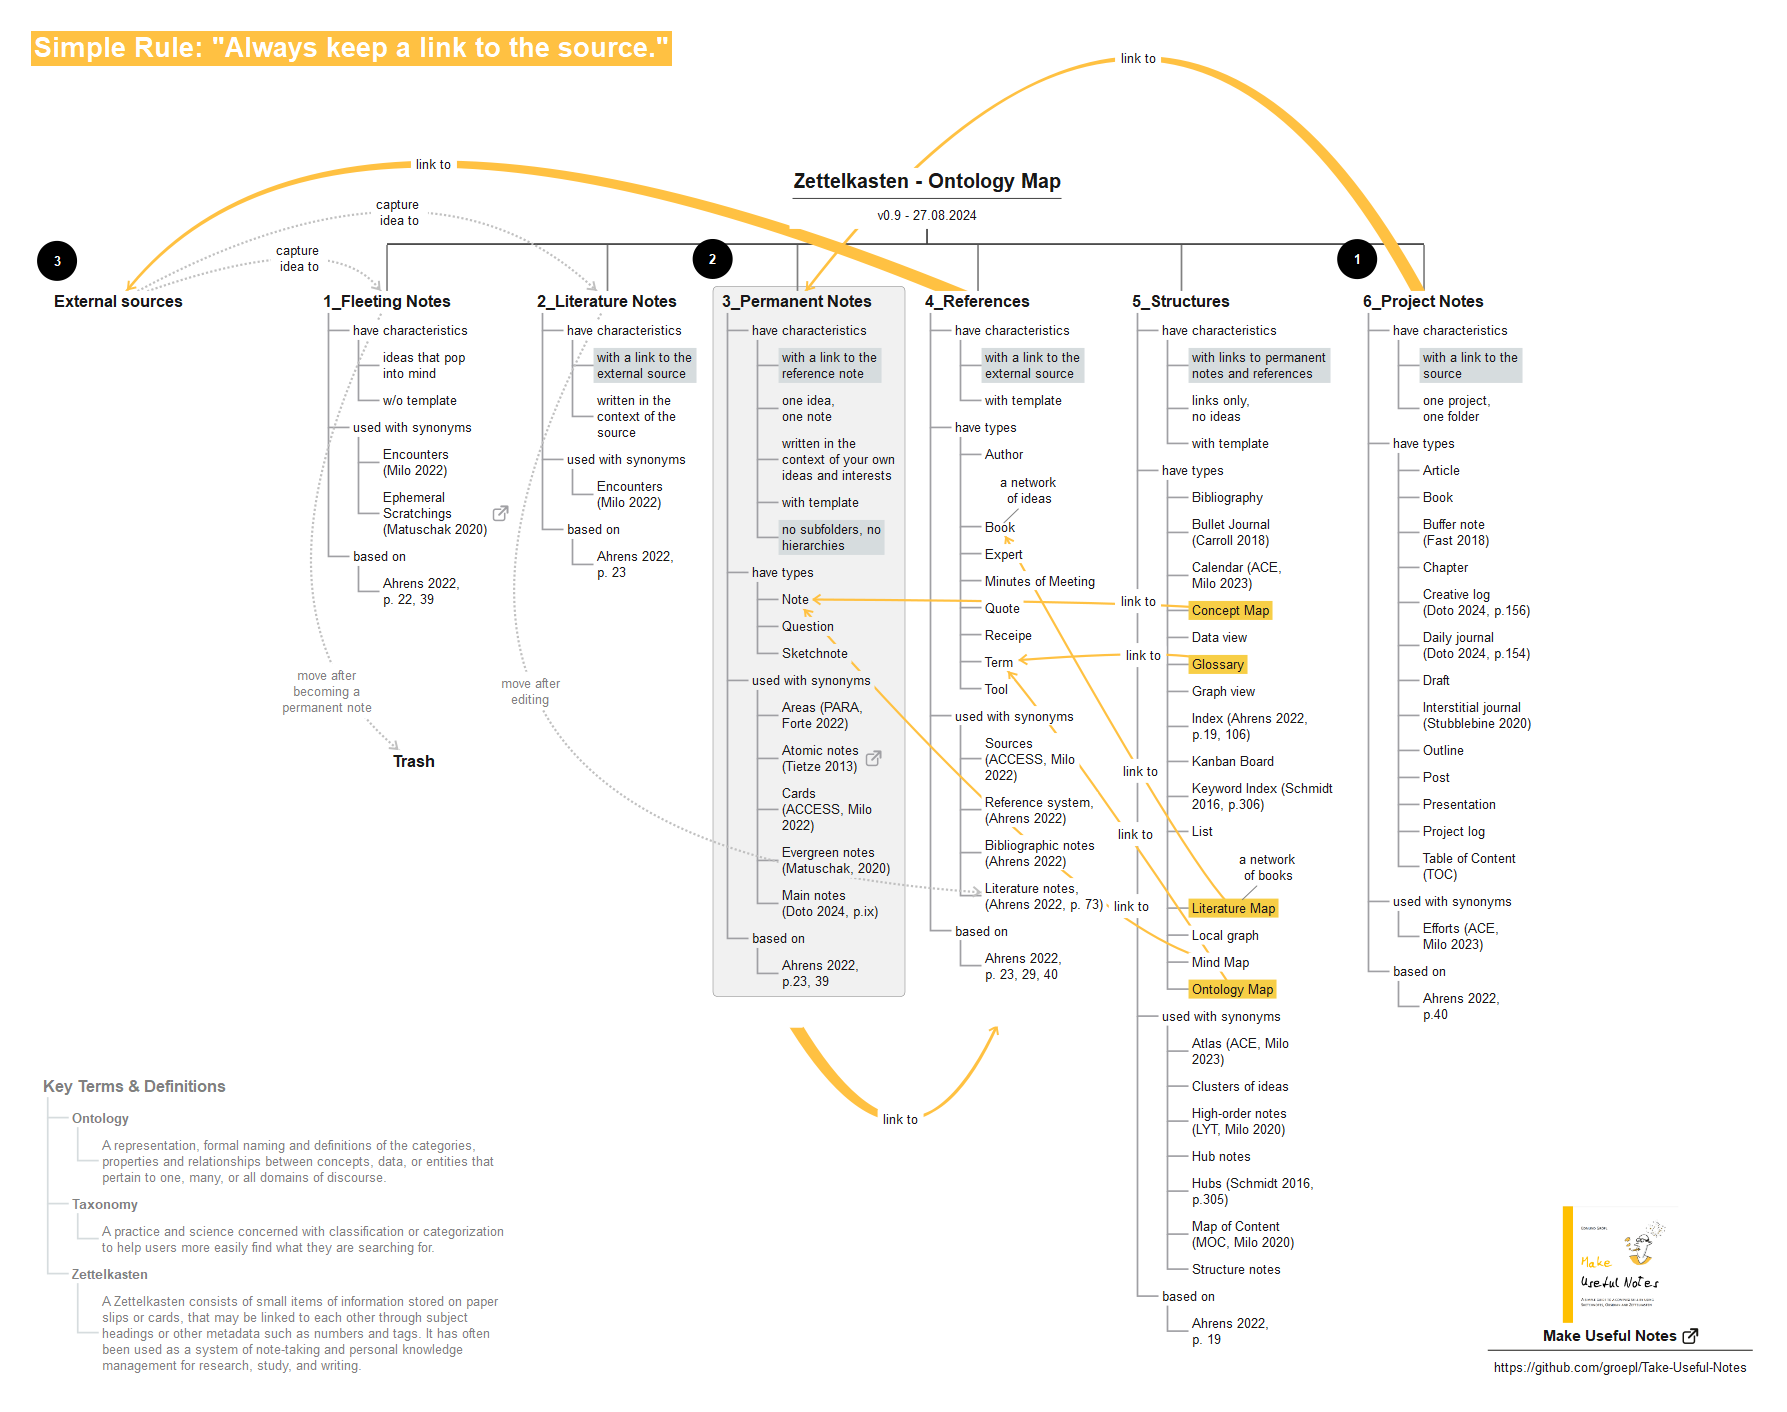 Simple Rule: "Always keep a link to the source."
link to
link to
Zettelkasten - Ontology Map
v0.9 - 27.08.2024
capture
idea to
capture
idea to
3
2
1
External sources
1_Fleeting Notes
have characteristics
ideas that pop
into mind
w/o template
used with synonyms
Encounters
(Milo 2022)
Ephemeral
Scratchings
(Matuschak 2020)
based on
Ahrens 2022,
p. 22, 39
move after
becoming a
permanent note
Trash
2_Literature Notes
have characteristics
with a link to the
external source
written in the
context of the
source
used with synonyms
Encounters
(Milo 2022)
based on
Ahrens 2022,
p. 23
move after
editing
3_Permanent Notes
have characteristics
with a link to the
reference note
one idea,
one note
written in the
context of your own
ideas and interests
with template
no subfolders, no
hierarchies
have types
Note
Question
Sketchnote
used with synonyms
Areas (PARA,
Forte 2022)
Atomic notes
(Tietze 2013)
Cards
(ACCESS, Milo
2022)
Evergreen notes
(Matuschak, 2020)
Main notes
(Doto 2024, p.ix)
based on
Ahrens 2022,
p.23, 39
link to
4_References
have characteristics
with a link to the
external source
with template
have types
Author
a network
of ideas
Book
Expert
Minutes of Meeting
Quote
Receipe
Term
Tool
used with synonyms
Sources
(ACCESS, Milo
2022)
Reference system,
(Ahrens 2022)
Bibliographic notes
(Ahrens 2022)
Literature notes,
(Ahrens 2022, p. 73)
based on
Ahrens 2022,
p. 23, 29, 40
link to
link to
link to
link to
link to
5_Structures
have characteristics
with links to permanent
notes and references
links only,
no ideas
with template
have types
Bibliography
Bullet Journal
(Carroll 2018)
Calendar (ACE,
Milo 2023)
Concept Map
Data view
Glossary
Graph view
Index (Ahrens 2022,
p.19, 106)
Kanban Board
Keyword Index (Schmidt
2016, p.306)
List
a network
of books
Literature Map
Local graph
Mind Map
Ontology Map
used with synonyms
Atlas (ACE, Milo
2023)
Clusters of ideas
High-order notes
(LYT, Milo 2020)
Hub notes
Hubs (Schmidt 2016,
p.305)
Map of Content
(MOC, Milo 2020)
Structure notes
based on
Ahrens 2022,
p. 19
6_Project Notes
have characteristics
with a link to the
source
one project,
one folder
have types
Article
Book
Buffer note
(Fast 2018)
Chapter
Creative log
(Doto 2024, p.156)
Daily journal
(Doto 2024, p.154)
Draft
Interstitial journal
(Stubblebine 2020)
Outline
Post
Presentation
Project log
Table of Content
(TOC)
used with synonyms
Efforts (ACE,
Milo 2023)
based on
Ahrens 2022,
p.40
Key Terms & Definitions
Ontology
A representation, formal naming and definitions of the categories,
properties and relationships between concepts, data, or entities that
pertain to one, many, or all domains of discourse.
Taxonomy
A practice and science concerned with classification or categorization
to help users more easily find what they are searching for.
Zettelkasten
A Zettelkasten consists of small items of information stored on paper
slips or cards, that may be linked to each other through subject
headings or other metadata such as numbers and tags. It has often
been used as a system of note-taking and personal knowledge
management for research, study, and writing.
Make
Useful Notes
Make Useful Notes
https://github.com/groepl/Take-Useful-Notes